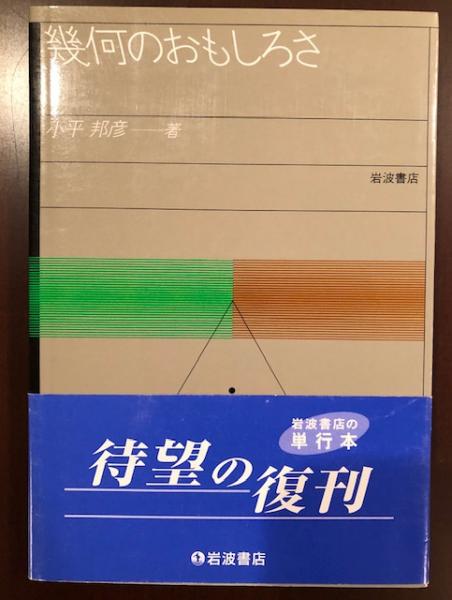 幾何のおもしろさ
小平 邦彦——著
岩波書店
岩波書店の
単行本
待望の
復刊
岩波書店